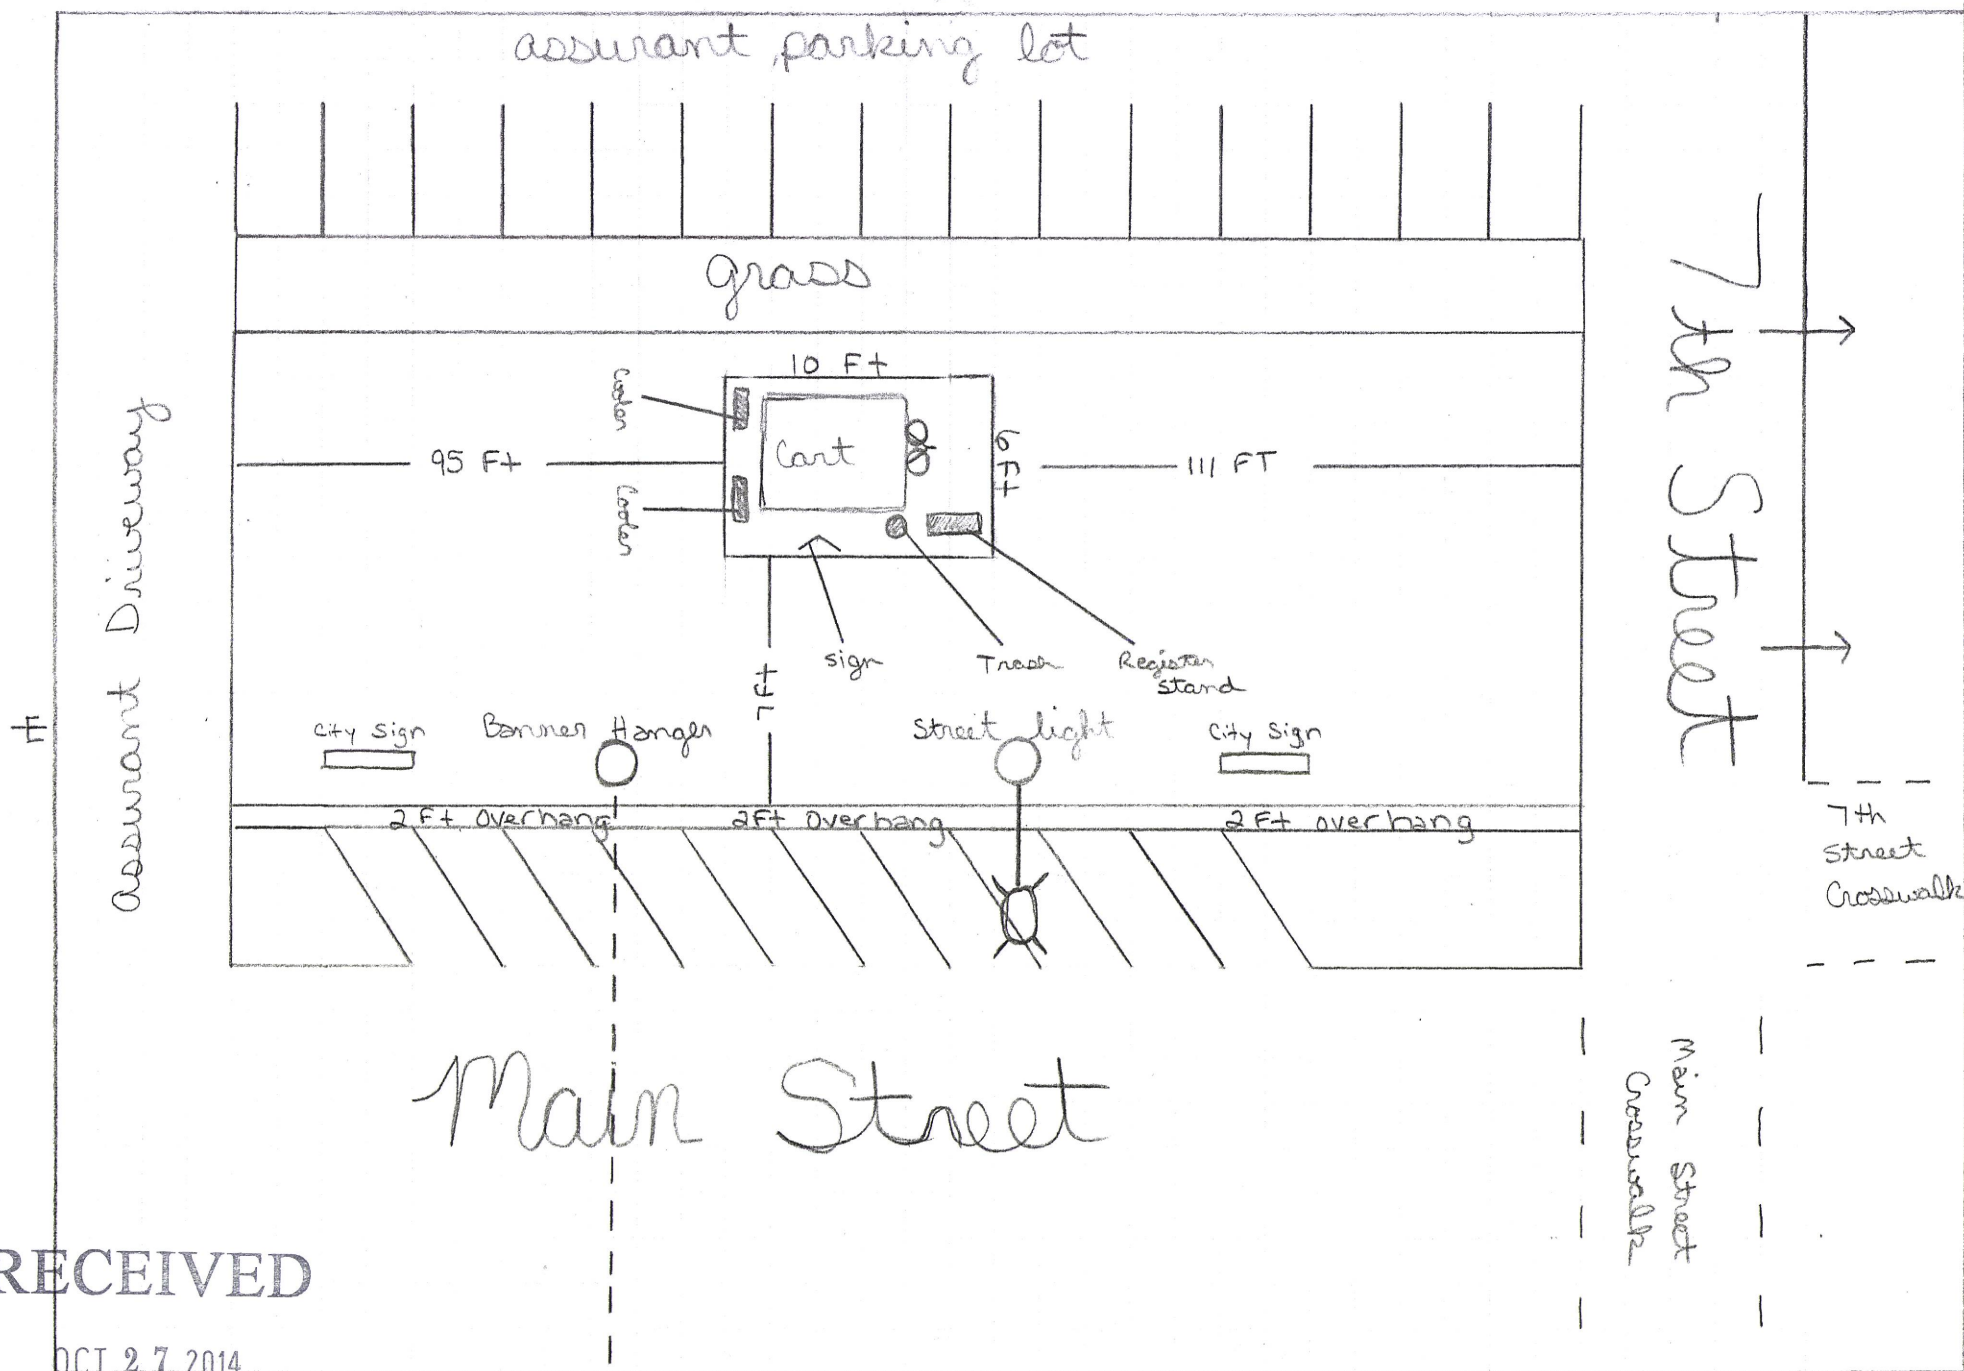 assurant parking lot
grass
10 Ft
Cooler
Cart
6 Ft
95 Ft
111 FT
Cooler
7th Street
assurant Driveway
sign
Trash
Register
stand
7 Ft
City Sign
Banner Hanger
Street light
City Sign
2 Ft overhang
2Ft overhang
2 Ft overhang
7th
Street
Crosswalk
Main Street
Main Street
Crosswalk
RECEIVED
OCT 27 2014